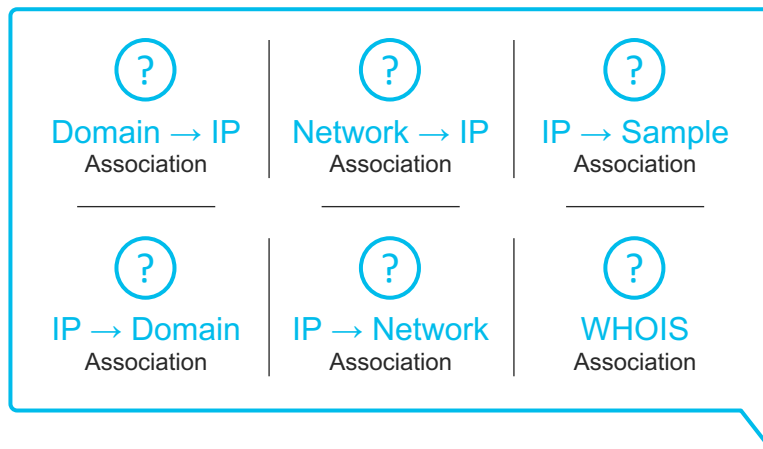 ?
Domain → IP
Association
?
Network → IP
Association
?
IP → Sample
Association
?
IP → Domain
Association
?
IP → Network
Association
?
WHOIS
Association